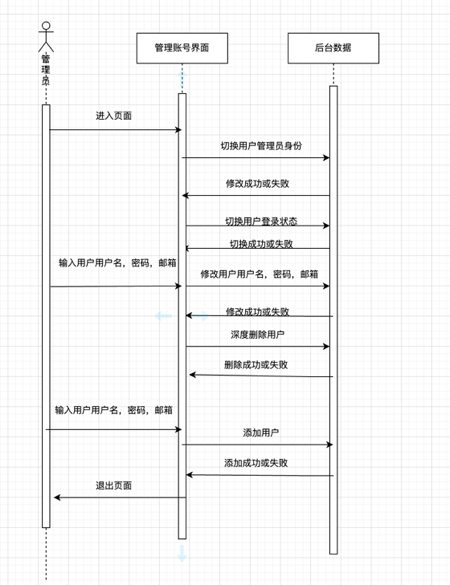 管理账号界面
后台数据
管理员
进入页面
切换用户管理员身份
修改成功或失败
切换用户登录状态
切换成功或失败
输入用户用户名，密码，邮箱
修改用户用户名，密码，邮箱
修改成功或失败
深度删除用户
删除成功或失败
输入用户用户名，密码，邮箱
添加用户
添加成功或失败
退出页面